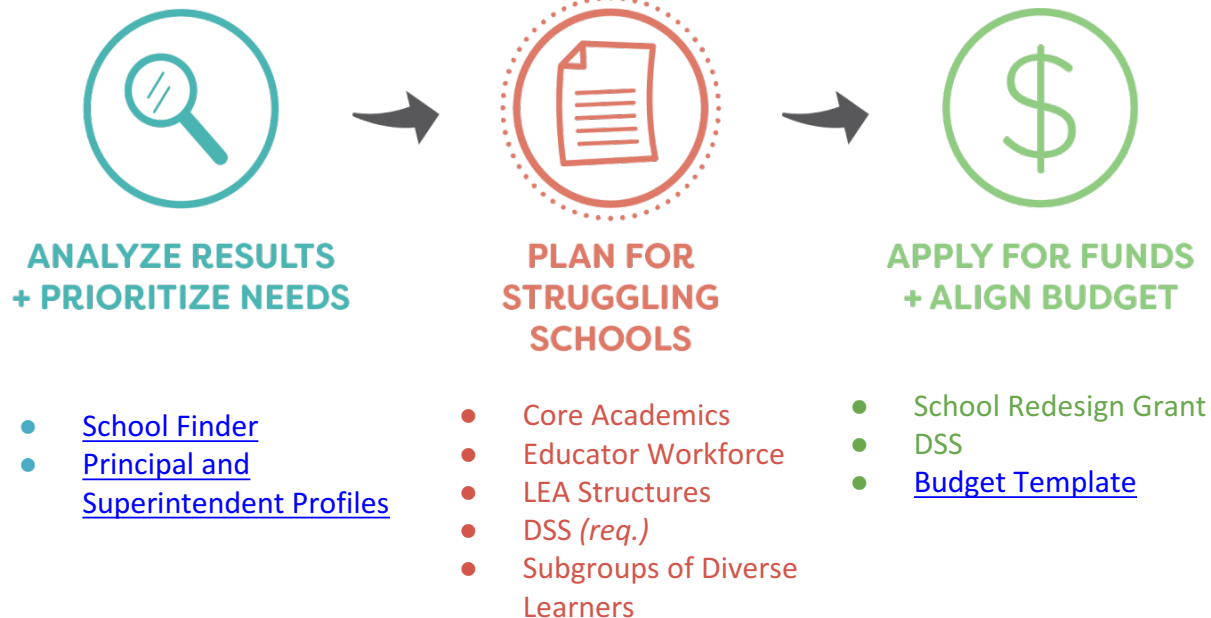 ANALYZE RESULTS
+ PRIORITIZE NEEDS
● School Finder
● Principal and
Superintendent Profiles
PLAN FOR
STRUGGLING
SCHOOLS
● Core Academics
● Educator Workforce
● LEA Structures
● DSS (req.)
● Subgroups of Diverse
Learners
$
APPLY FOR FUNDS
+ ALIGN BUDGET
● School Redesign Grant
● DSS
● Budget Template